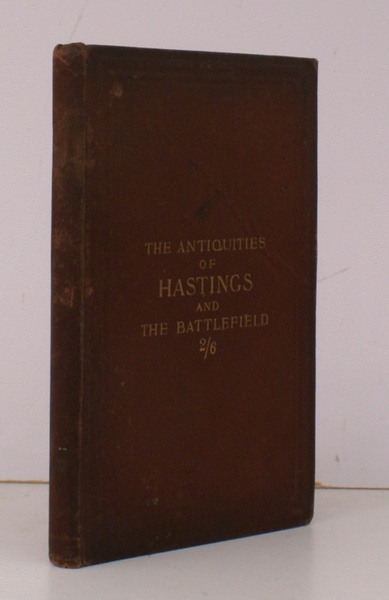 THE ANTIQUITIES
OF
HASTINGS
AND
THE BATTLEFIELD
2/6